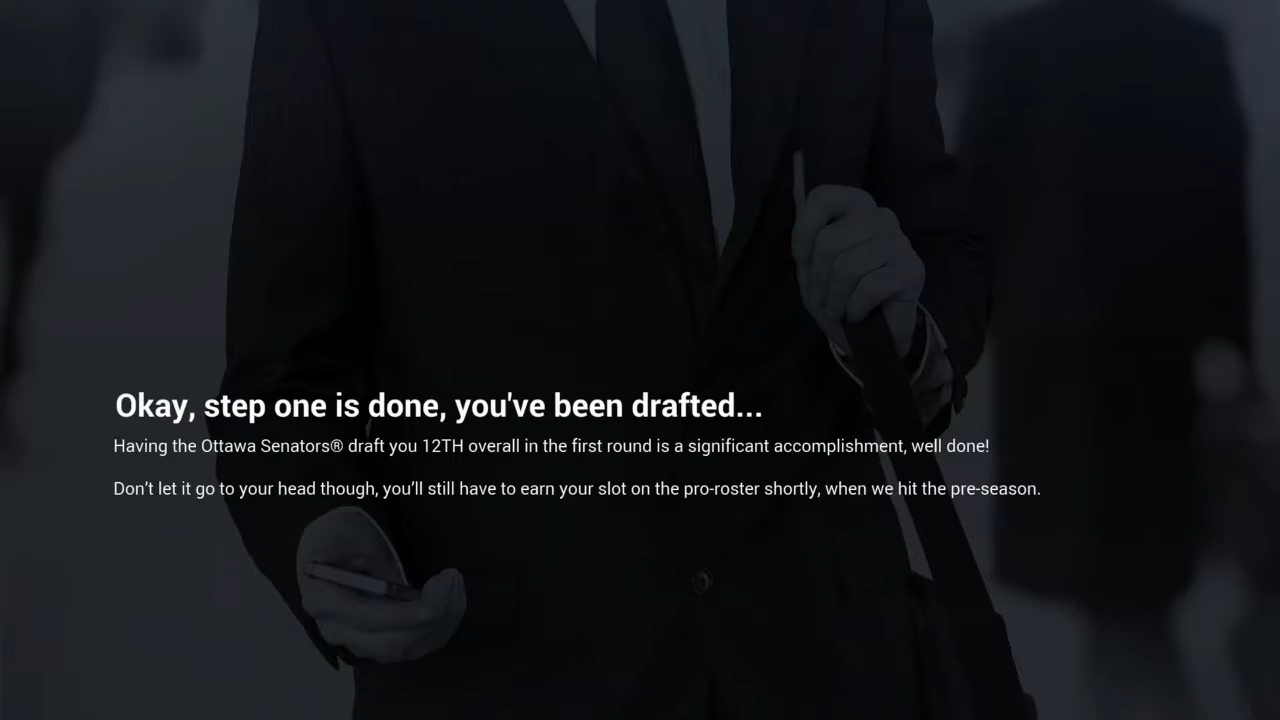 Okay, step one is done, you've been drafted...
Having the Ottawa Senators® draft you 12TH overall in the first round is a significant accomplishment, well done!
Don’t let it go to your head though, you’ll still have to earn your slot on the pro-roster shortly, when we hit the pre-season.